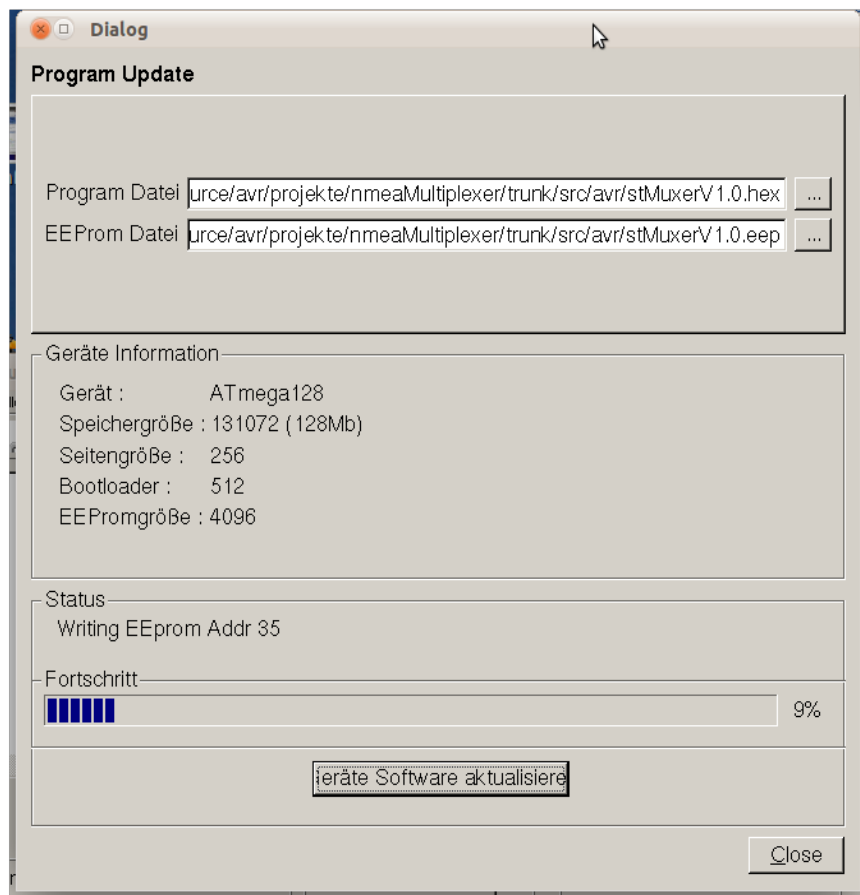 Dialog
Program Update
Program Datei urce/avr/projekte/nmeaMultiplexer/trunk/src/avr/stMuxerV1.0.hex ...
EEProm Datei urce/avr/projekte/nmeaMultiplexer/trunk/src/avr/stMuxerV1.0.eep ...
Geräte Information
Gerät : ATmega128
Speichergröße : 131072 (128Mb)
Seitengröße : 256
Bootloader : 512
EEPromgröße : 4096
Status
Writing EEprom Addr 35
Fortschritt
9%
eräte Software aktualisiere
Close